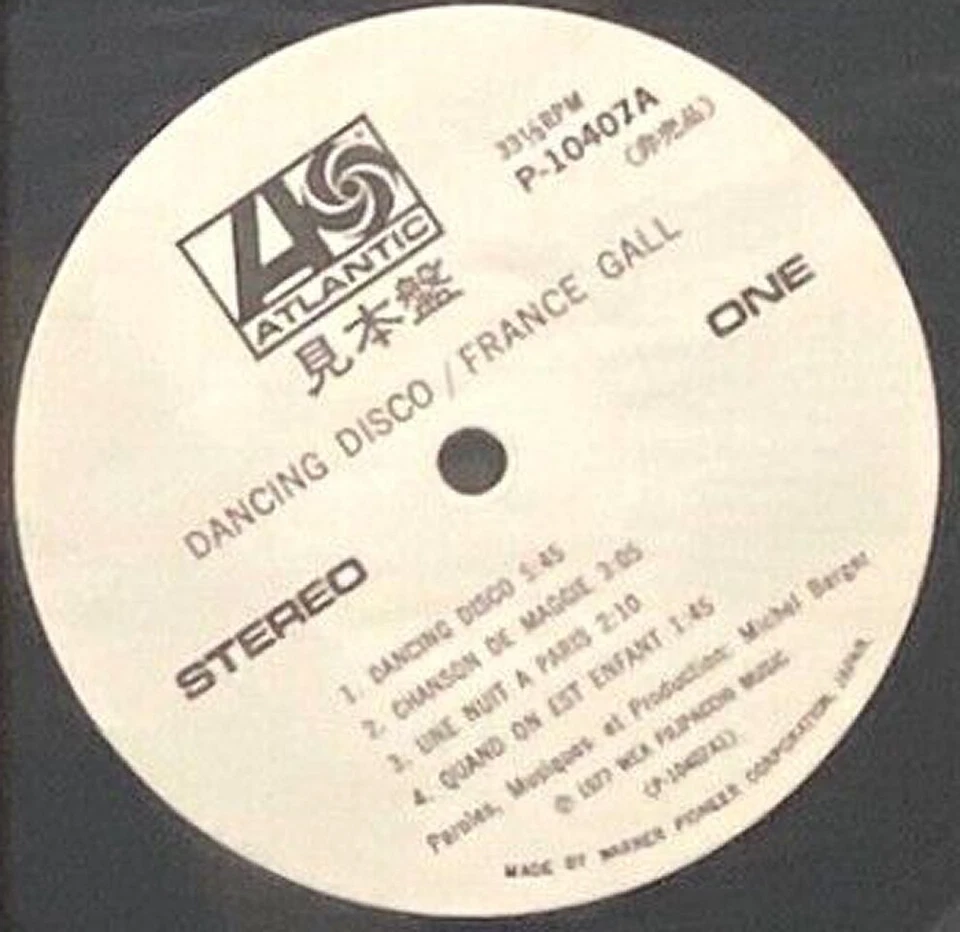 ATLANTIC
見本盤
33⅓RPM
P-10407A
(非売品)
DANCING DISCO / FRANCE GALL
STEREO
ONE
1. DANCING DISCO 5:45
2. CHANSON DE MAGGIE 3:05
3. UNE NUIT A PARIS 2:10
4. QUAND ON EST ENFANT 1:45
Paroles, Musiques et Production: Michel Berger
Ⓟ 1977 WEA FILIPACCHI MUSIC
(P-10407A1)
MADE BY WARNER PIONEER CORPORATION, JAPAN